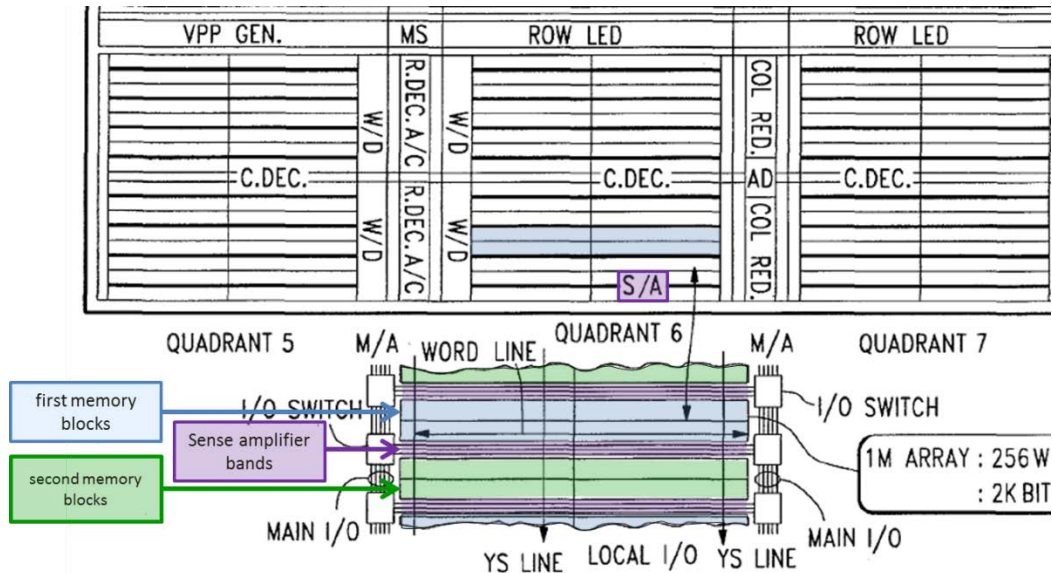 VPP GEN. MS ROW LED ROW LED
W/D R.DEC. A/C W/D COL RED.
C.DEC. C.DEC. AD C.DEC.
W/D R.DEC. A/C W/D COL RED.
S/A
QUADRANT 5 M/A QUADRANT 6 M/A QUADRANT 7
WORD LINE
first memory
blocks
I/O SWITCH I/O SWITCH
Sense amplifier
bands
second memory
blocks
1M ARRAY : 256 W
: 2K BIT
MAIN I/O MAIN I/O
YS LINE LOCAL I/O YS LINE